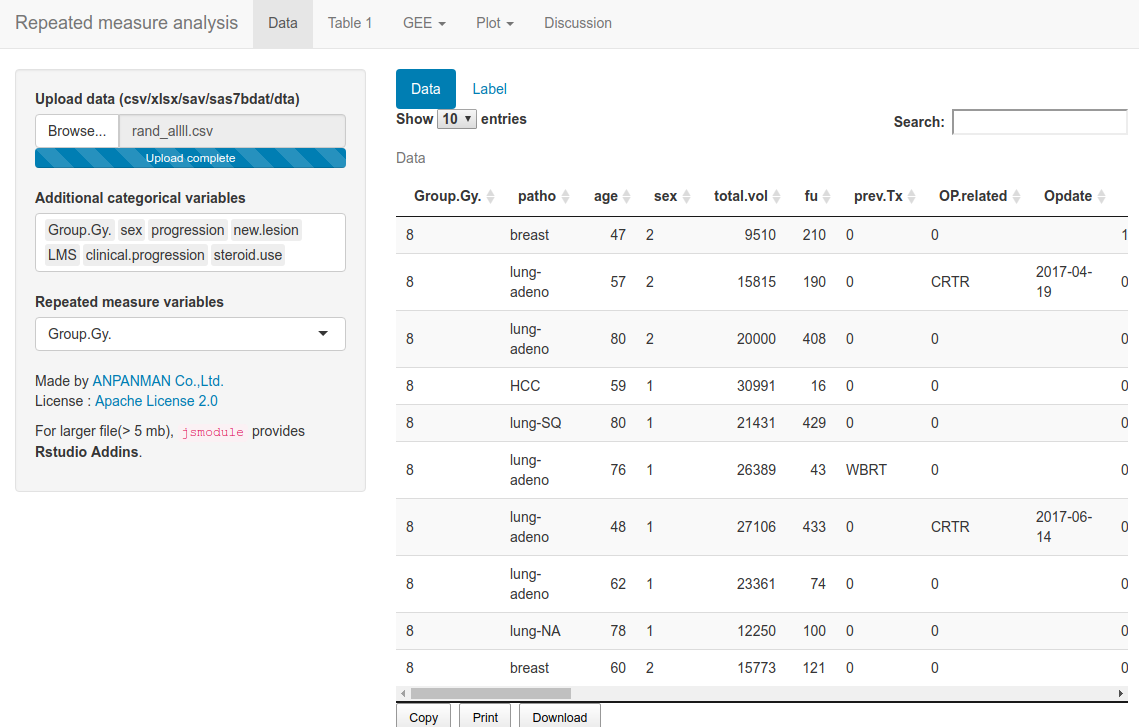 Repeated measure analysis Data Table 1 GEE Plot Discussion
Upload data (csv/xlsx/sav/sas7bdat/dta)
Browse... rand_allll.csv
Upload complete
Additional categorical variables
Group.Gy. sex progression new.lesion
LMS clinical.progression steroid.use
Repeated measure variables
Group.Gy.
Made by ANPANMAN Co.,Ltd.
License : Apache License 2.0
For larger file(> 5 mb), jsmodule provides
Rstudio Addins.
Data Label
Show 10 entries Search:
Data
Group.Gy. patho age sex total.vol fu prev.Tx OP.related Opdate
8 breast 47 2 9510 210 0 0 1
8 lung-adeno 57 2 15815 190 0 CRTR 2017-04-19 0
8 lung-adeno 80 2 20000 408 0 0 0
8 HCC 59 1 30991 16 0 0 0
8 lung-SQ 80 1 21431 429 0 0 0
8 lung-adeno 76 1 26389 43 WBRT 0 0
8 lung-adeno 48 1 27106 433 0 CRTR 2017-06-14 0
8 lung-adeno 62 1 23361 74 0 0 0
8 lung-NA 78 1 12250 100 0 0 0
8 breast 60 2 15773 121 0 0 0
Copy Print Download